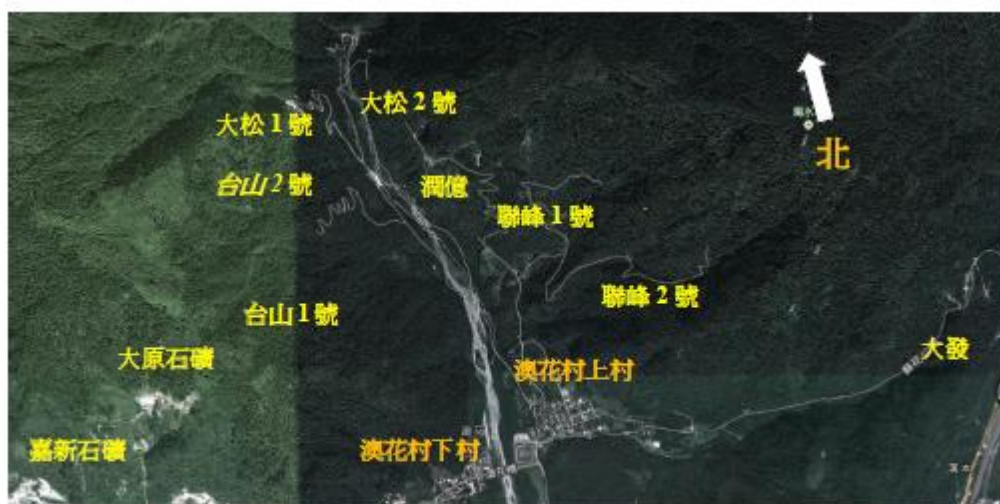 大松 2 號
大松 1 號
北
台山 2 號
潤億
聯峰 1 號
聯峰 2 號
台山 1 號
大發
大原石礦
澳花村上村
嘉新石礦
澳花村下村